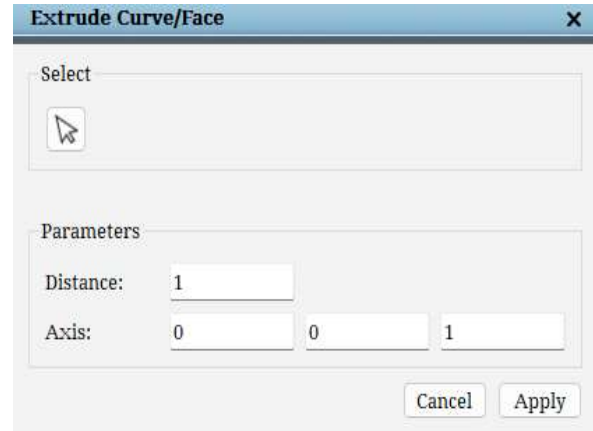 Extrude Curve/Face
Select
Parameters
Distance: 1
Axis: 0 0 1
Cancel Apply